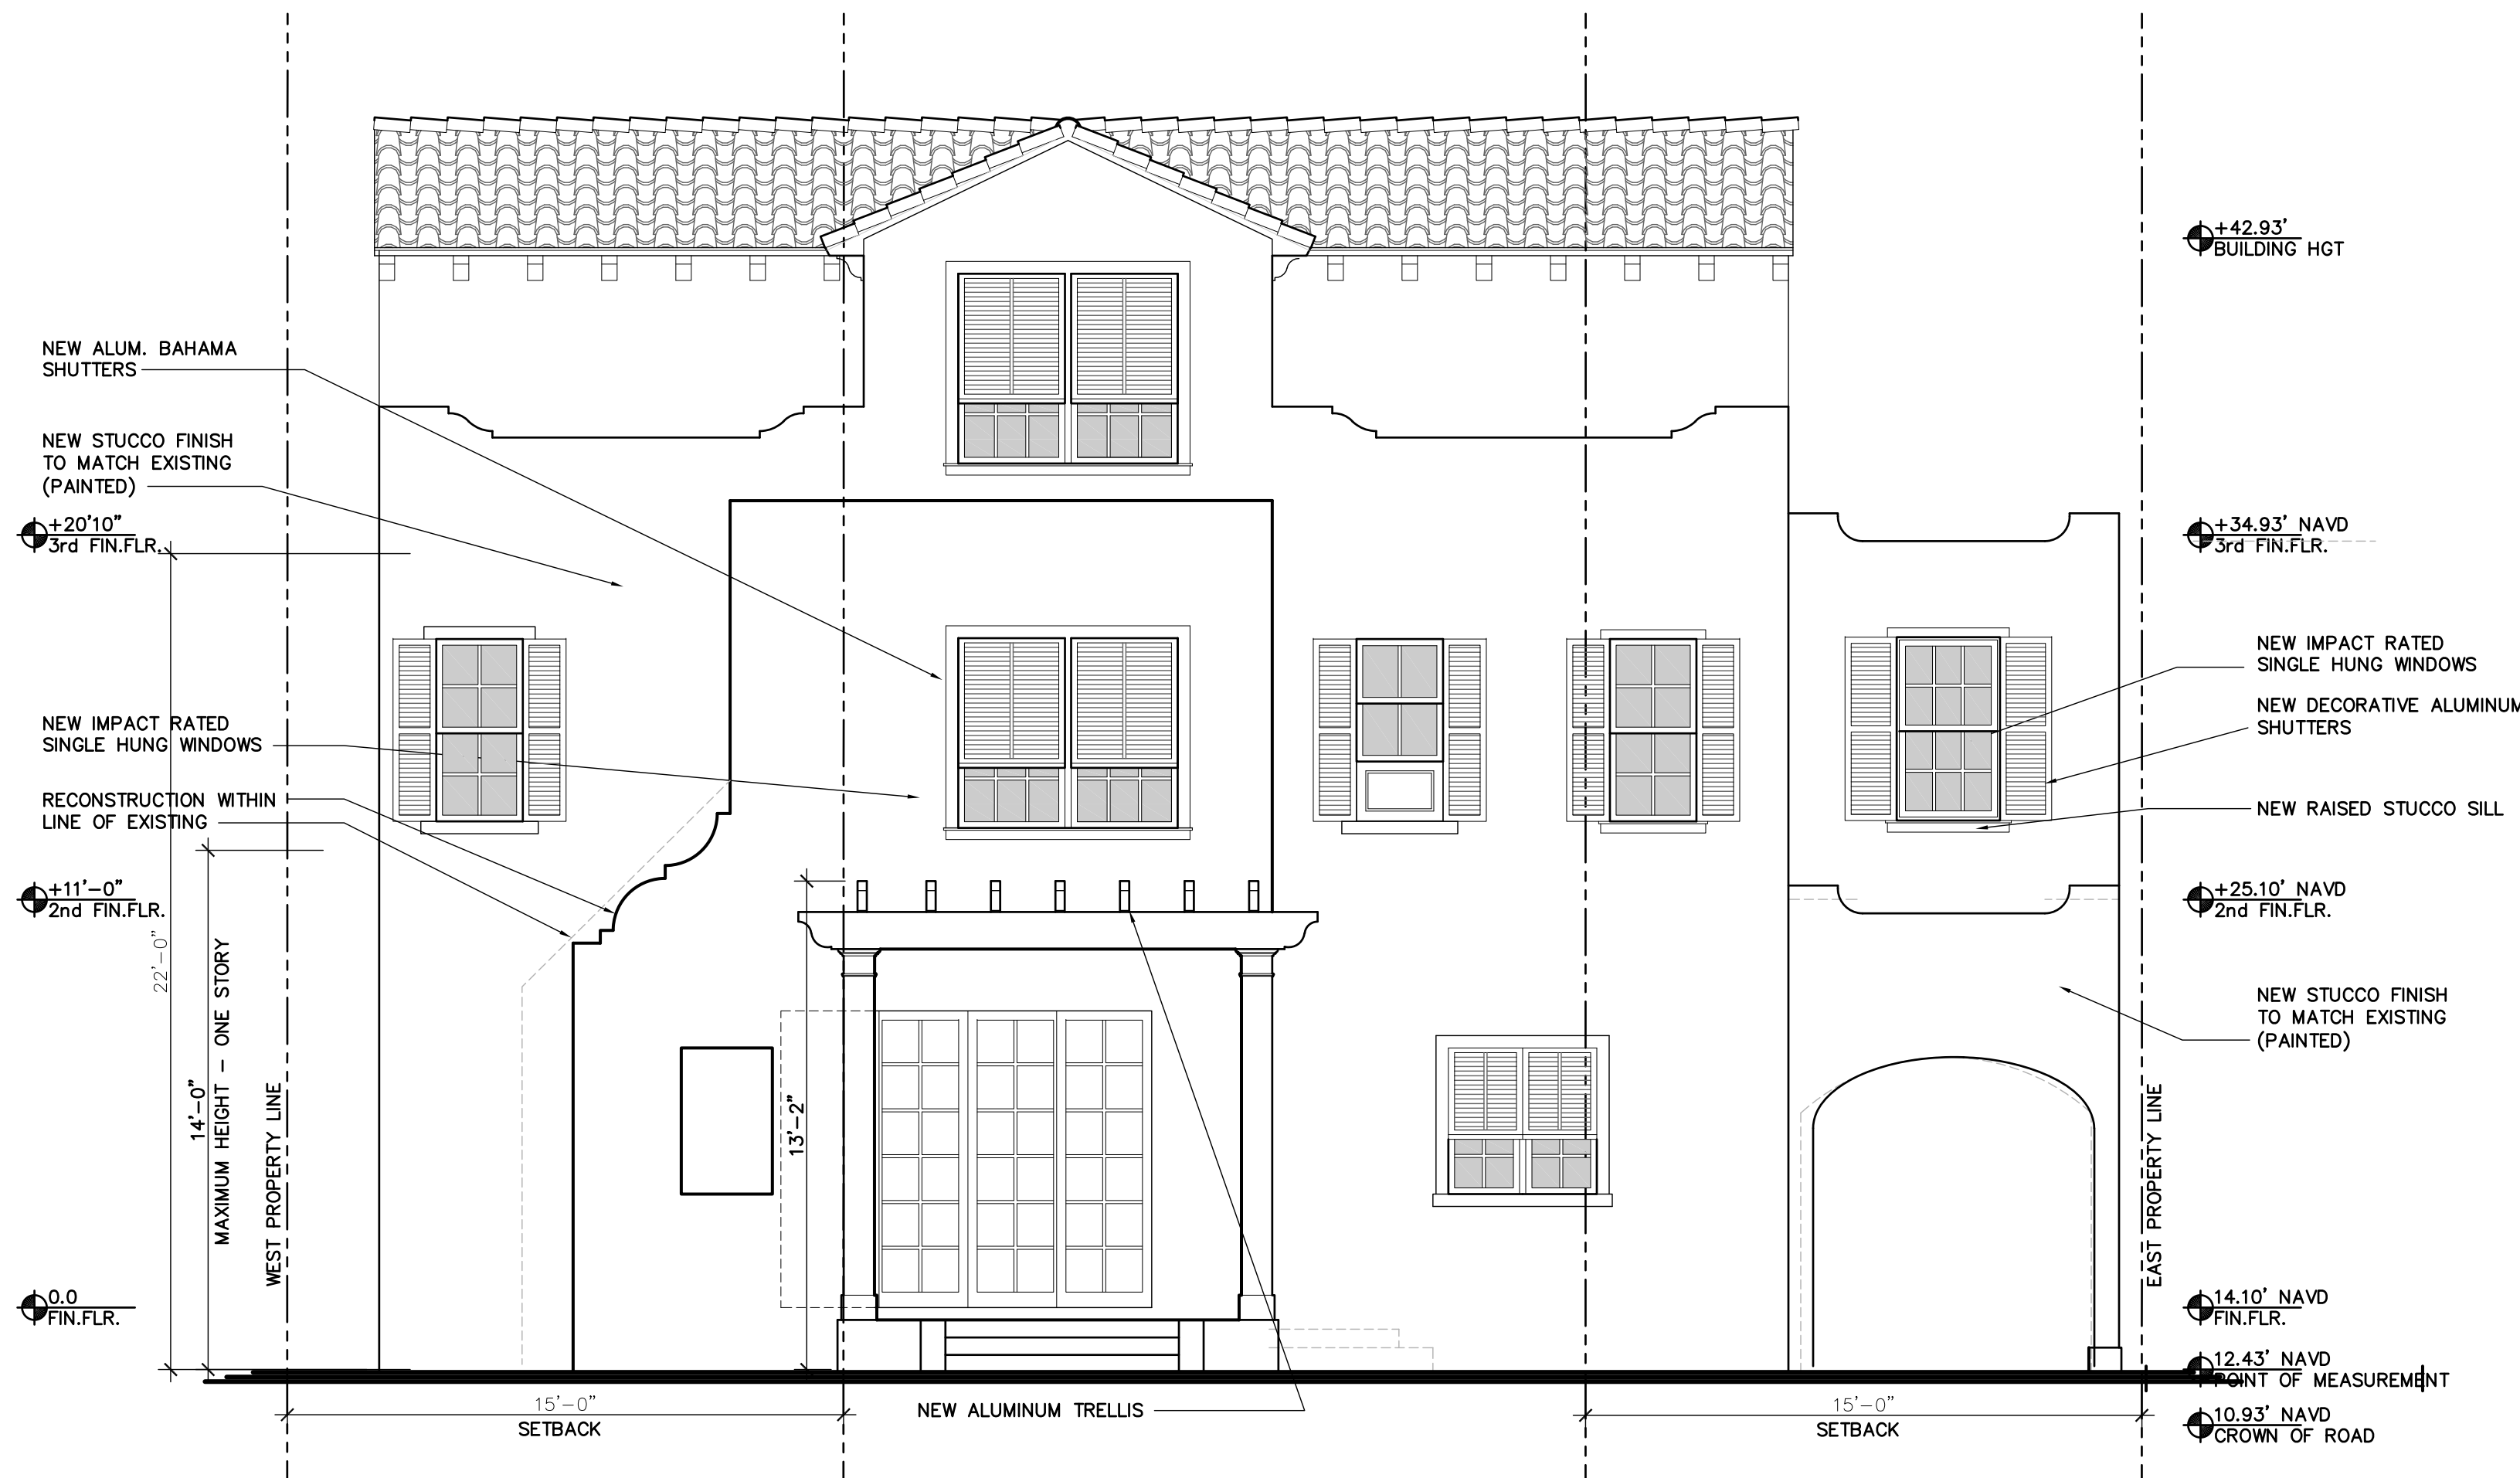 +42.93'
BUILDING HGT
NEW ALUM. BAHAMA
SHUTTERS
NEW STUCCO FINISH
TO MATCH EXISTING
(PAINTED)
+20'10"
3rd FIN.FLR.
+34.93' NAVD
3rd FIN.FLR.
NEW IMPACT RATED
SINGLE HUNG WINDOWS
NEW DECORATIVE ALUMINUM
SHUTTERS
NEW IMPACT RATED
SINGLE HUNG WINDOWS
RECONSTRUCTION WITHIN
LINE OF EXISTING
NEW RAISED STUCCO SILL
+11'-0"
2nd FIN.FLR.
+25.10' NAVD
2nd FIN.FLR.
22'-0"
14'-0"
MAXIMUM HEIGHT - ONE STORY
WEST PROPERTY LINE
13'-2"
NEW STUCCO FINISH
TO MATCH EXISTING
(PAINTED)
EAST PROPERTY LINE
0.0
FIN.FLR.
14.10' NAVD
FIN.FLR.
12.43' NAVD
POINT OF MEASUREMENT
10.93' NAVD
CROWN OF ROAD
15'-0"
SETBACK
NEW ALUMINUM TRELLIS
15'-0"
SETBACK